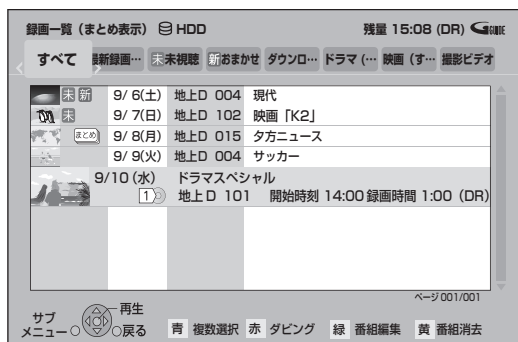 録画一覧（まとめ表示） HDD 残量 15:08 (DR) GGUIDE
すべて 最新録画… 未 未視聴 新 おまかせ ダウンロ… ドラマ（… 映画（す… 撮影ビデオ
未 新 9/ 6(土) 地上D 004 現代
未 9/ 7(日) 地上D 102 映画「K2」
まとめ 9/ 8(月) 地上D 015 夕方ニュース
9/ 9(火) 地上D 004 サッカー
9/10 (水) ドラマスペシャル
1 地上D 101 開始時刻 14:00 録画時間 1:00 (DR)
ページ 001/001
サブメニュー 再生
戻る 青 複数選択 赤 ダビング 緑 番組編集 黄 番組消去